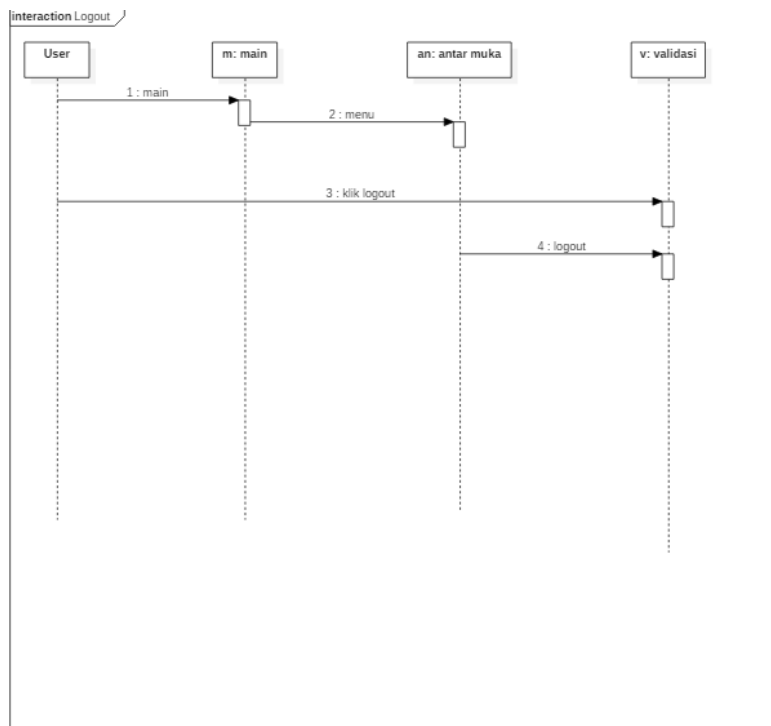 interaction Logout
User
m: main
an: antar muka
v: validasi
1 : main
2 : menu
3 : klik logout
4 : logout